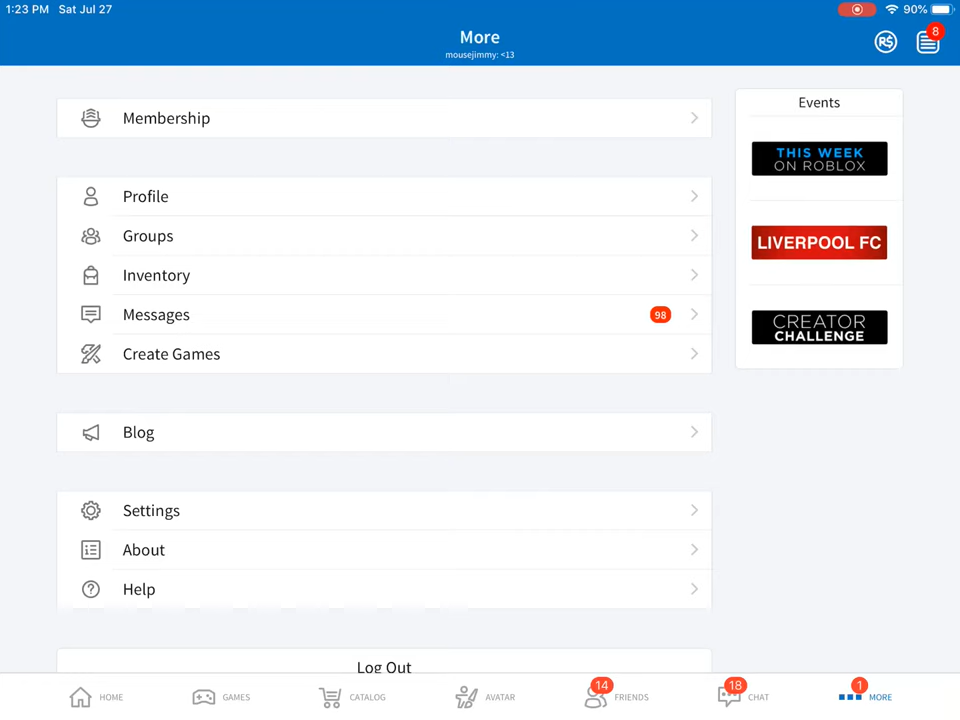 1:23 PM Sat Jul 27
90%
More
mousejimmy: <13
R$
8
Membership
Profile
Groups
Inventory
Messages
98
Create Games
Blog
Settings
About
Help
Log Out
Events
THIS WEEK
ON ROBLOX
LIVERPOOL FC
CREATOR
CHALLENGE
HOME
GAMES
CATALOG
AVATAR
14
FRIENDS
18
CHAT
1
MORE